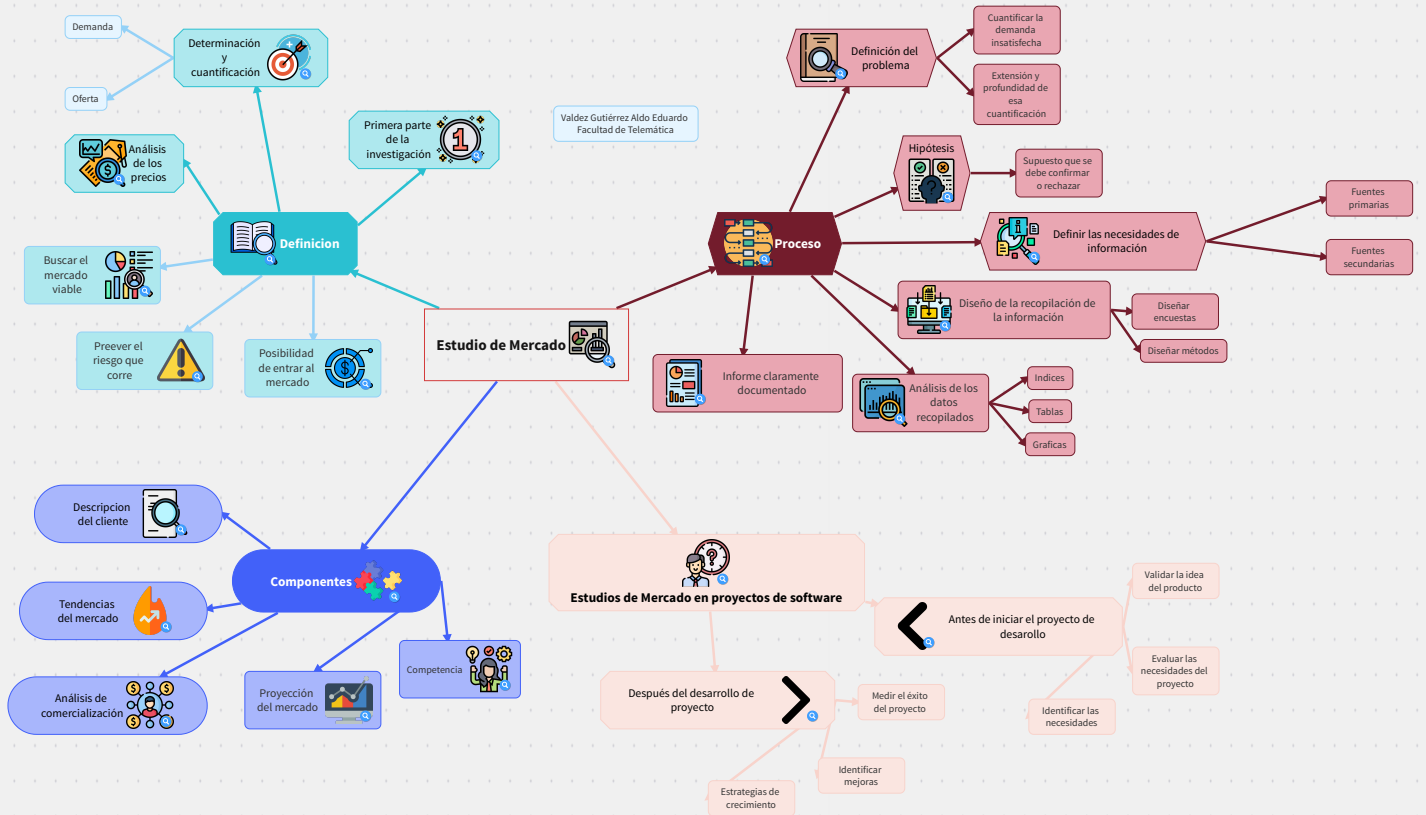 Demanda
Oferta
Determinación
y
cuantificación
Primera parte
de la
investigación
1
Análisis
de los
precios
Definicion
Buscar el
mercado
viable
Preever el
riesgo que
corre
Posibilidad
de entrar al
mercado
Valdez Gutiérrez Aldo Eduardo
Facultad de Telemática
Estudio de Mercado
Proceso
Definición del
problema
Cuantificar la
demanda
insatisfecha
Extensión y
profundidad de
esa
cuantificación
Hipótesis
Supuesto que se
debe confirmar
o rechazar
Definir las necesidades de
información
Fuentes
primarias
Fuentes
secundarias
Diseño de la recopilación de
la información
Diseñar
encuestas
Diseñar métodos
Informe claramente
documentado
Análisis de los
datos
recopilados
Indices
Tablas
Graficas
Descripcion
del cliente
Componentes
Tendencias
del mercado
Análisis de
comercialización
Proyección
del mercado
Competencia
Estudios de Mercado en proyectos de software
Antes de iniciar el proyecto de
desarollo
Validar la idea
del producto
Evaluar las
necesidades del
proyecto
Identificar las
necesidades
Después del desarrollo de
proyecto
Medir el éxito
del proyecto
Identificar
mejoras
Estrategias de
crecimiento